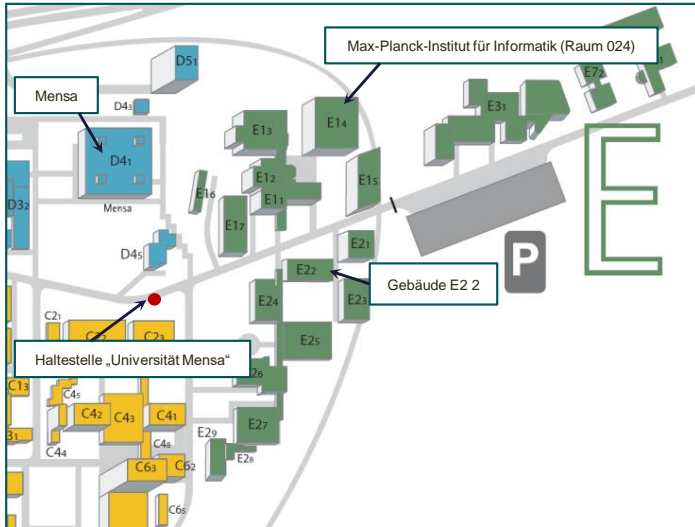 Max-Planck-Institut für Informatik (Raum 024)
D51
E72
Mensa
D43
E31
E13
E14
D41
E12
E15
E16
E11
Mensa
D32
E17
E
D45
E21
P
E22
Gebäude E2 2
E24
E23
C21
C22
C23
E25
Haltestelle „Universität Mensa“
C13
E26
C45
C42
C43
C41
E27
E29
C44
C48
E28
C63
C62
C65